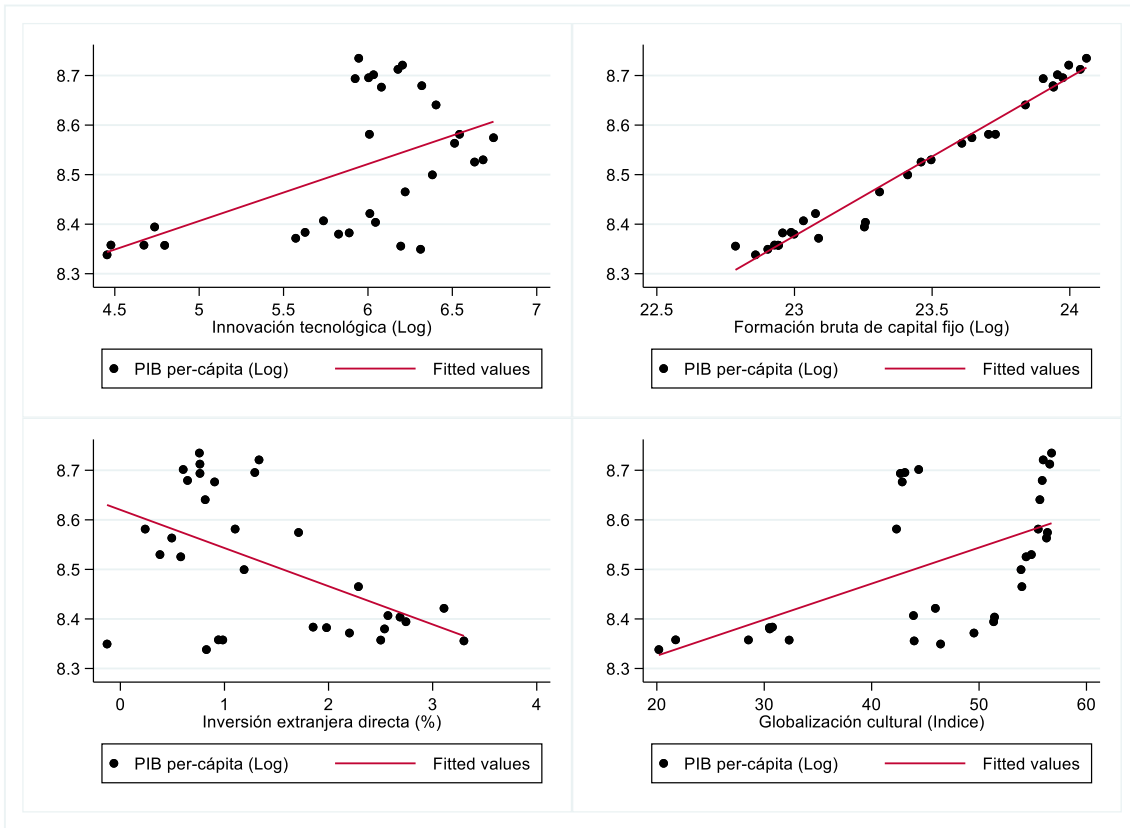 8.7
8.6
8.5
8.4
8.3
4.5 5 5.5 6 6.5 7
Innovación tecnológica (Log)
PIB per-cápita (Log) Fitted values
8.7
8.6
8.5
8.4
8.3
22.5 23 23.5 24
Formación bruta de capital fijo (Log)
PIB per-cápita (Log) Fitted values
8.7
8.6
8.5
8.4
8.3
0 1 2 3 4
Inversión extranjera directa (%)
PIB per-cápita (Log) Fitted values
8.7
8.6
8.5
8.4
8.3
20 30 40 50 60
Globalización cultural (Indice)
PIB per-cápita (Log) Fitted values